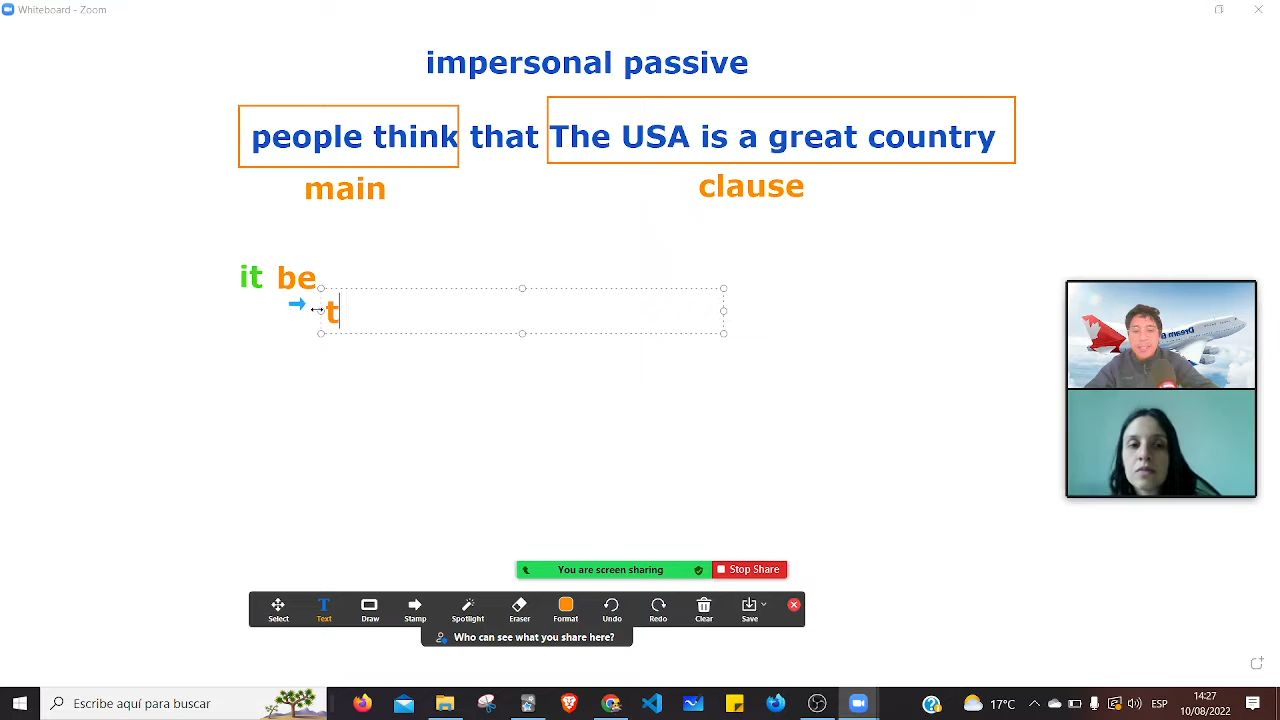 Whiteboard - Zoom
impersonal passive
people think that The USA is a great country
main clause
it be
t
You are screen sharing Stop Share
Select Text Draw Stamp Spotlight Eraser Format Undo Redo Clear Save
Who can see what you share here?
Escribe aquí para buscar
17°C ESP 14:27
10/08/2022